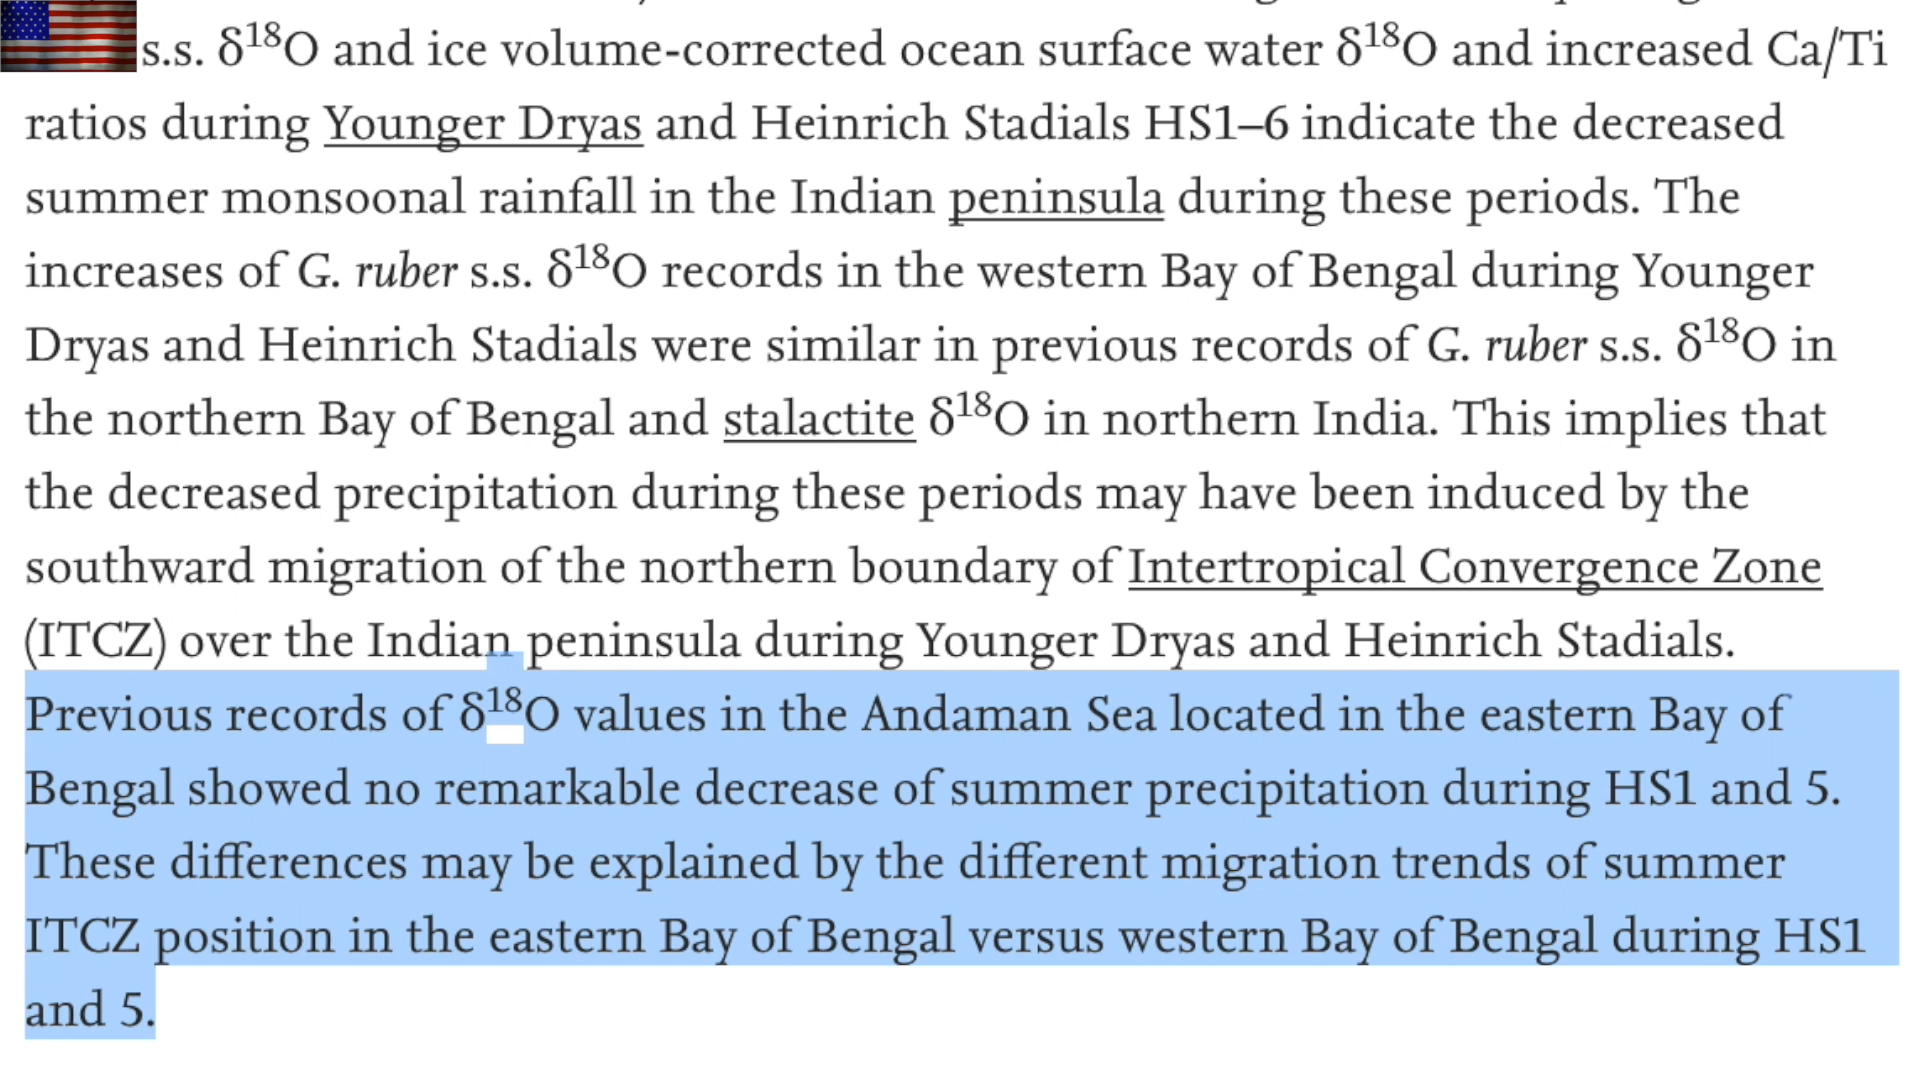 s.s. δ¹⁸O and ice volume-corrected ocean surface water δ¹⁸O and increased Ca/Ti
ratios during Younger Dryas and Heinrich Stadials HS1–6 indicate the decreased
summer monsoonal rainfall in the Indian peninsula during these periods. The
increases of G. ruber s.s. δ¹⁸O records in the western Bay of Bengal during Younger
Dryas and Heinrich Stadials were similar in previous records of G. ruber s.s. δ¹⁸O in
the northern Bay of Bengal and stalactite δ¹⁸O in northern India. This implies that
the decreased precipitation during these periods may have been induced by the
southward migration of the northern boundary of Intertropical Convergence Zone
(ITCZ) over the Indian peninsula during Younger Dryas and Heinrich Stadials.
Previous records of δ¹⁸O values in the Andaman Sea located in the eastern Bay of
Bengal showed no remarkable decrease of summer precipitation during HS1 and 5.
These differences may be explained by the different migration trends of summer
ITCZ position in the eastern Bay of Bengal versus western Bay of Bengal during HS1
and 5.